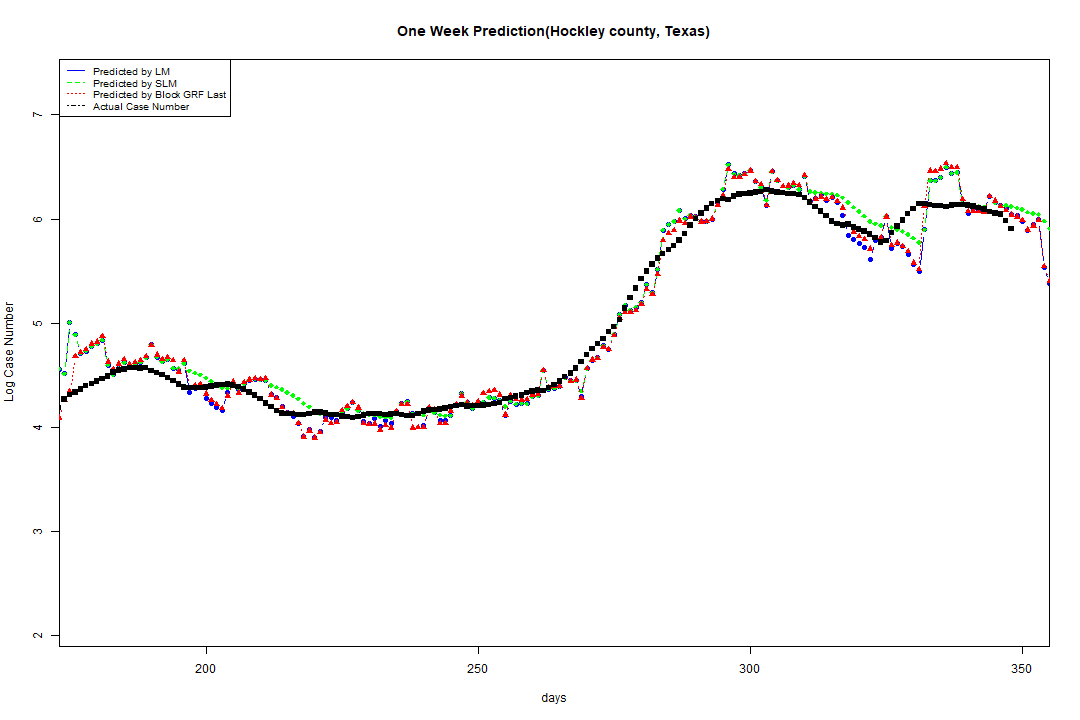 One Week Prediction(Hockley county, Texas)
Predicted by LM
Predicted by SLM
Predicted by Block GRF Last
Actual Case Number
7
6
5
4
3
2
Log Case Number
200 250 300 350
days